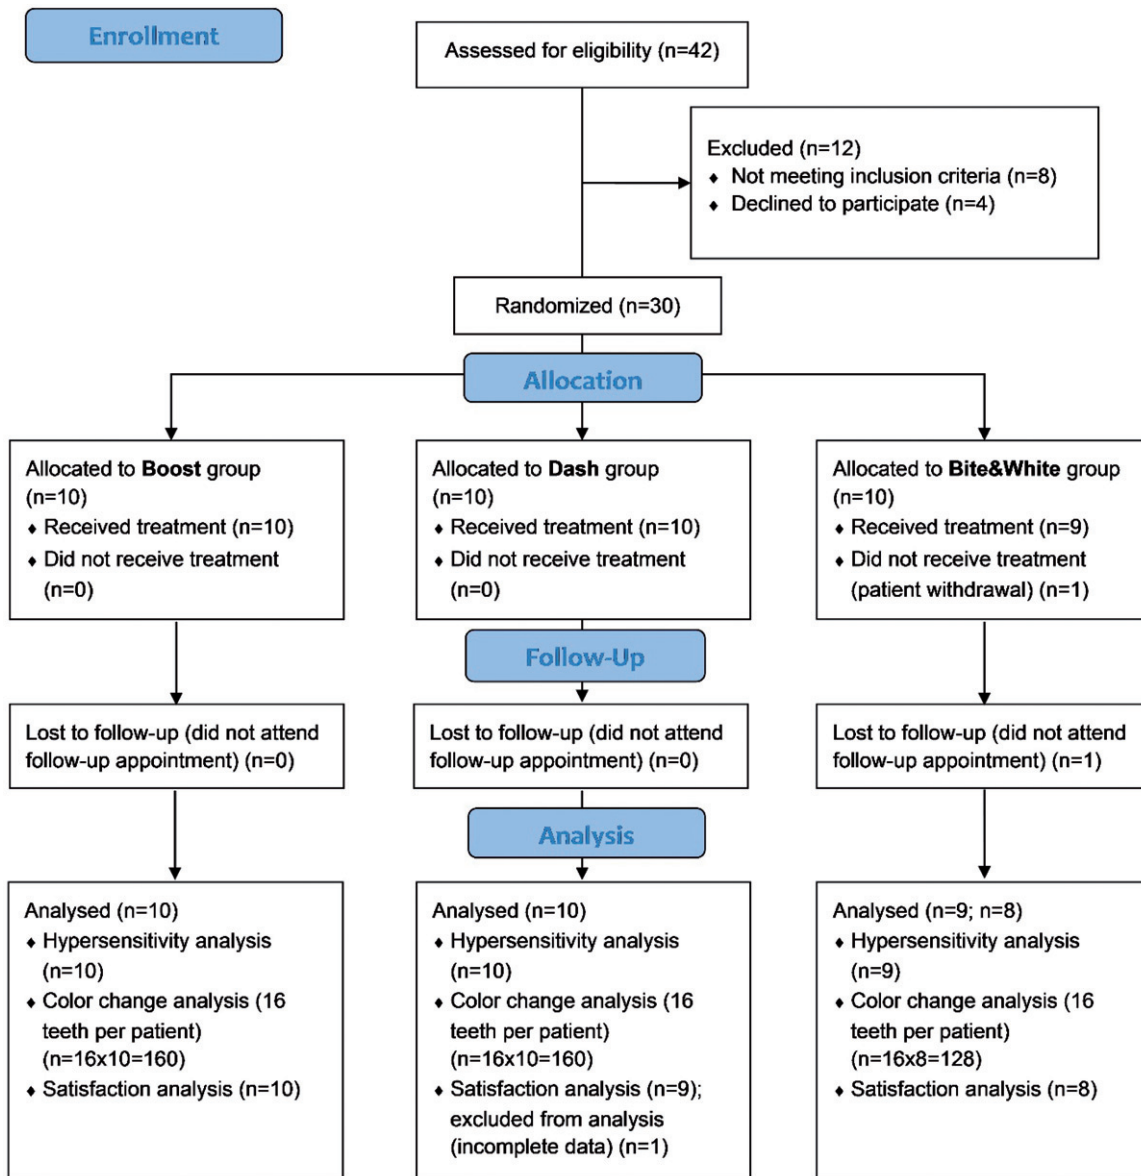 Enrollment
Assessed for eligibility (n=42)
Excluded (n=12)
♦ Not meeting inclusion criteria (n=8)
♦ Declined to participate (n=4)
Randomized (n=30)
Allocation
Allocated to Boost group
(n=10)
♦ Received treatment (n=10)
♦ Did not receive treatment
(n=0)
Allocated to Dash group
(n=10)
♦ Received treatment (n=10)
♦ Did not receive treatment
(n=0)
Allocated to Bite&White group
(n=10)
♦ Received treatment (n=9)
♦ Did not receive treatment
(patient withdrawal) (n=1)
Follow-Up
Lost to follow-up (did not attend
follow-up appointment) (n=0)
Lost to follow-up (did not attend
follow-up appointment) (n=0)
Lost to follow-up (did not attend
follow-up appointment) (n=1)
Analysis
Analysed (n=10)
♦ Hypersensitivity analysis
(n=10)
♦ Color change analysis (16
teeth per patient)
(n=16x10=160)
♦ Satisfaction analysis (n=10)
Analysed (n=10)
♦ Hypersensitivity analysis
(n=10)
♦ Color change analysis (16
teeth per patient)
(n=16x10=160)
♦ Satisfaction analysis (n=9);
excluded from analysis
(incomplete data) (n=1)
Analysed (n=9; n=8)
♦ Hypersensitivity analysis
(n=9)
♦ Color change analysis (16
teeth per patient)
(n=16x8=128)
♦ Satisfaction analysis (n=8)